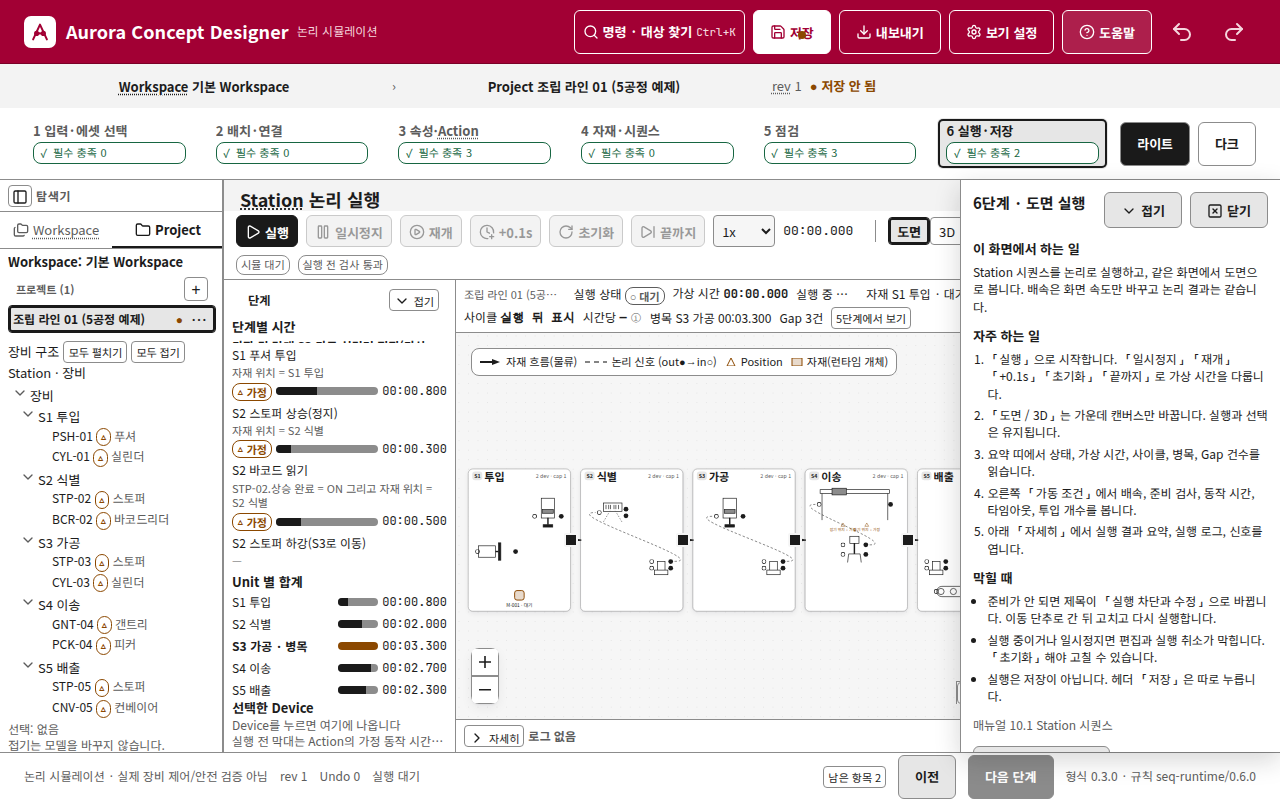 Aurora Concept Designer 논리 시뮬레이션
명령 · 대상 찾기 Ctrl+K
저장
내보내기
보기 설정
도움말
Workspace 기본 Workspace › Project 조립 라인 01 (5공정 예제) rev 1 ● 저장 안 됨
1 입력·에셋 선택
✓ 필수 충족 0
2 배치·연결
✓ 필수 충족 0
3 속성·Action
✓ 필수 충족 3
4 자재·시퀀스
✓ 필수 충족 0
5 점검
✓ 필수 충족 3
6 실행·저장
✓ 필수 충족 2
라이트
다크
탐색기
Workspace
Project
Workspace: 기본 Workspace
프로젝트 (1)
+
조립 라인 01 (5공정 예제) ● ···
장비 구조 모두 펼치기 모두 접기
Station · 장비
장비
S1 투입
PSH-01 푸셔
CYL-01 실린더
S2 식별
STP-02 스토퍼
BCR-02 바코드리더
S3 가공
STP-03 스토퍼
CYL-03 실린더
S4 이송
GNT-04 갠트리
PCK-04 피커
S5 배출
STP-05 스토퍼
CNV-05 컨베이어
선택: 없음
접기는 모델을 바꾸지 않습니다.
Station 논리 실행
실행
일시정지
재개
+0.1s
초기화
끝까지
1x
00:00.000
도면
3D
시뮬 대기
실행 전 검사 통과
단계
접기
단계별 시간
S1 푸셔 투입
자재 위치 = S1 투입
△ 가정 00:00.800
S2 스토퍼 상승(정지)
자재 위치 = S2 식별
△ 가정 00:00.300
S2 바코드 읽기
STP-02.상승 완료 = ON 그리고 자재 위치 =
S2 식별
△ 가정 00:00.500
S2 스토퍼 하강(S3로 이동)
—
Unit 별 합계
S1 투입 00:00.800
S2 식별 00:02.000
S3 가공 · 병목 00:03.300
S4 이송 00:02.700
S5 배출 00:02.300
선택한 Device
Device를 누르면 여기에 나옵니다
실행 전 막대는 Action의 가정 동작 시간…
조립 라인 01 (5공… 실행 상태 ○ 대기 가상 시간 00:00.000 실행 중 … 자재 S1 투입 · 대기
사이클 실행 뒤 표시 시간당 – ⓘ 병목 S3 가공 00:03.300 Gap 3건 5단계에서 보기
자재 흐름(물류) 논리 신호 (out●→in○) △ Position 자재(런타임 개체)
S1 투입 2 dev · cap 1
S2 식별 2 dev · cap 1
S3 가공 2 dev · cap 1
S4 이송 2 dev · cap 1
S5 배출
M-001 · 대기
+
−
자세히 로그 없음
6단계 · 도면 실행
접기
닫기
이 화면에서 하는 일
Station 시퀀스를 논리로 실행하고, 같은 화면에서 도면으
로 봅니다. 배속은 화면 속도만 바꾸고 논리 결과는 같습니
다.
자주 하는 일
1. 「실행」으로 시작합니다. 「일시정지」「재개」
「+0.1s」「초기화」「끝까지」로 가상 시간을 다룹니
다.
2. 「도면 / 3D」는 가운데 캔버스만 바꿉니다. 실행과 선택
은 유지됩니다.
3. 요약 띠에서 상태, 가상 시간, 사이클, 병목, Gap 건수를
읽습니다.
4. 오른쪽 「가동 조건」에서 배속, 준비 검사, 동작 시간,
타임아웃, 투입 개수를 봅니다.
5. 아래 「자세히」에서 실행 결과 요약, 실행 로그, 신호를
엽니다.
막힐 때
준비가 안 되면 제목이 「실행 차단과 수정」으로 바뀝니
다. 이동 단추로 간 뒤 고치고 다시 실행합니다.
실행 중이거나 일시정지면 편집과 실행 취소가 막힙니다.
「초기화」해야 고칠 수 있습니다.
실행은 저장이 아닙니다. 헤더 「저장」은 따로 누릅니
다.
매뉴얼 10.1 Station 시퀀스
논리 시뮬레이션 · 실제 장비 제어/안전 검증 아님 rev 1 Undo 0 실행 대기
남은 항목 2
이전
다음 단계
형식 0.3.0 · 규칙 seq-runtime/0.6.0